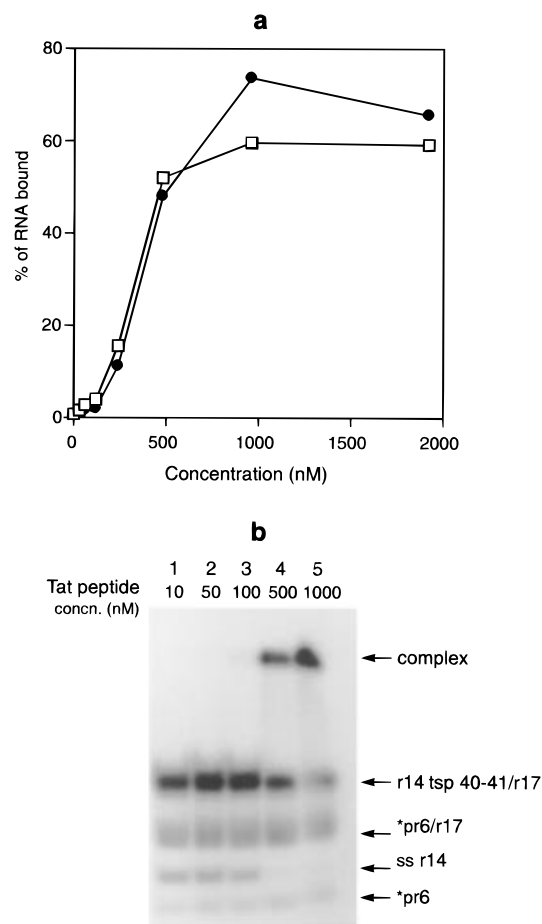 a
80
60
40
20
0
% of RNA bound
0 500 1000 1500 2000
Concentration (nM)
b
1 2 3 4 5
Tat peptide 10 50 100 500 1000
concn. (nM)
complex
r14 tsp 40-41/r17
*pr6/r17
ss r14
*pr6